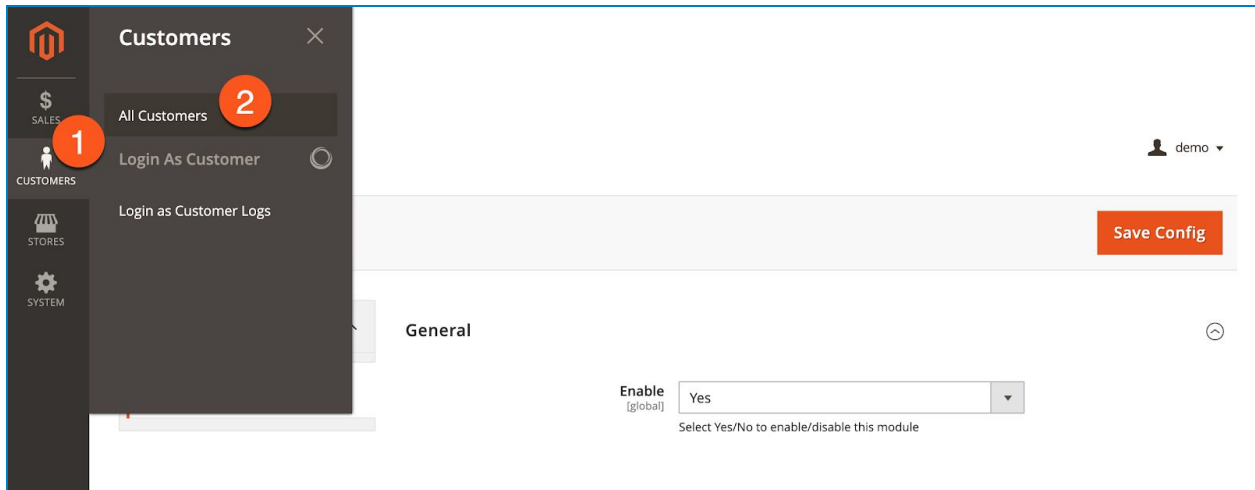 Customers
$
SALES
1
CUSTOMERS
STORES
SYSTEM
All Customers
2
Login As Customer
Login as Customer Logs
demo
Save Config
General
Enable
[global]
Yes
Select Yes/No to enable/disable this module